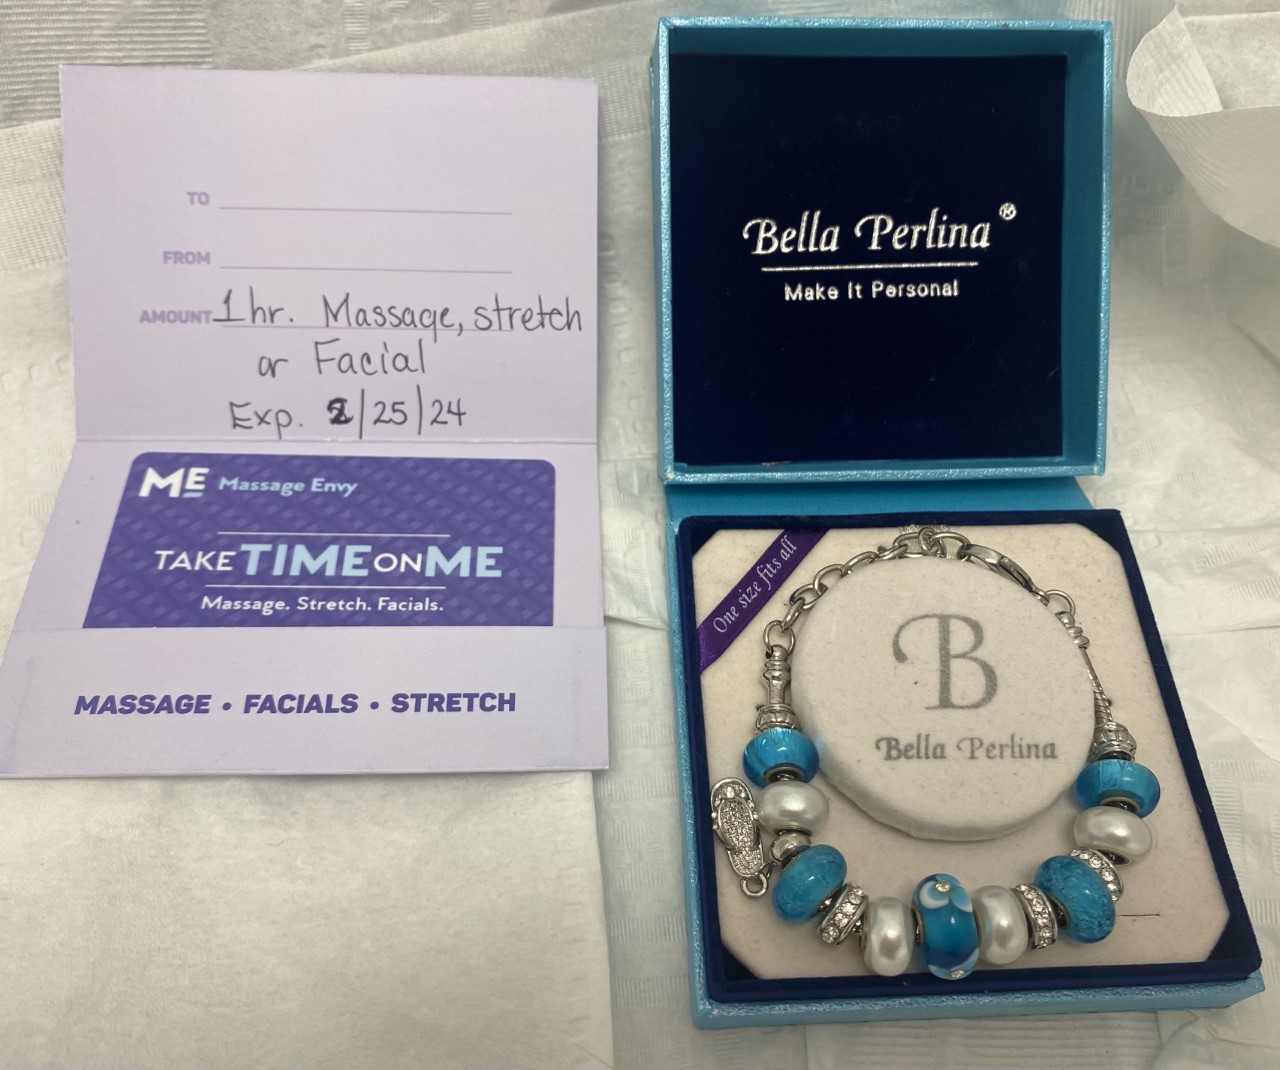 TO
FROM
AMOUNT 1 hr. Massage, stretch
or Facial
Exp. 2/25/24
ME Massage Envy
TAKE TIME ON ME
Massage. Stretch. Facials.
MASSAGE • FACIALS • STRETCH
Bella Perlina®
Make It Personal
One size fits all
B
Bella Perlina